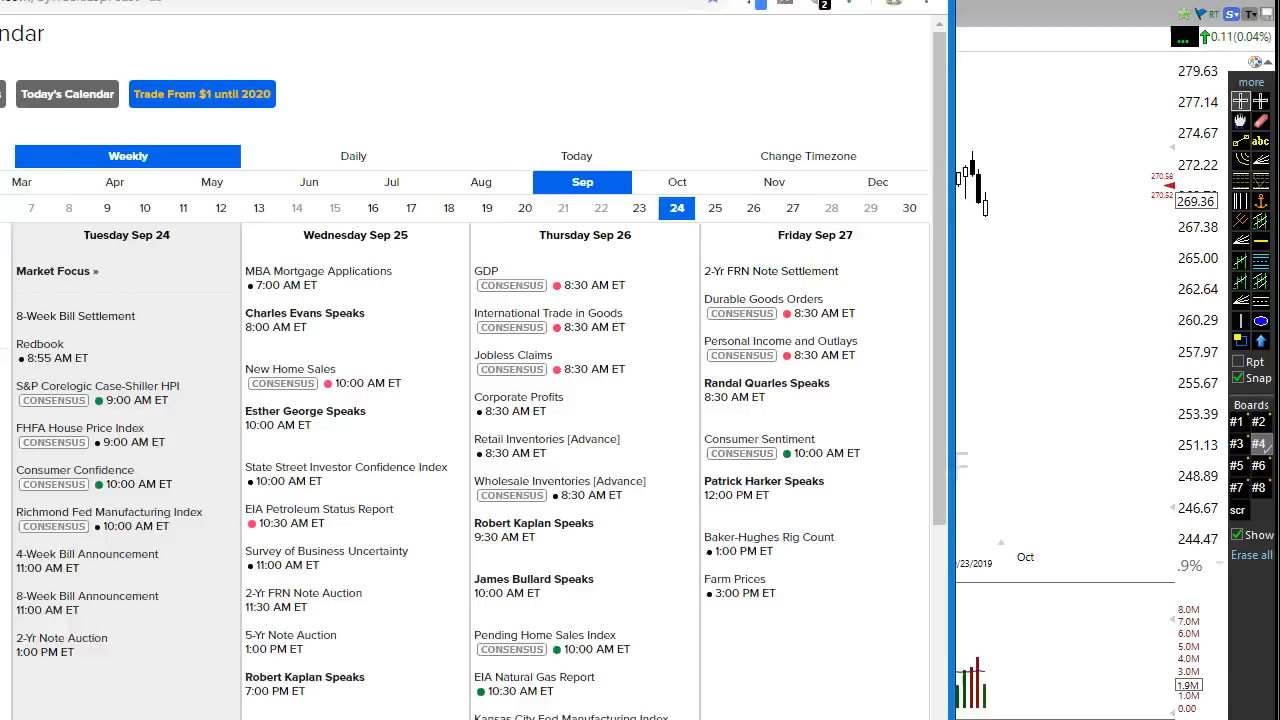 ndar
2
s
Today's Calendar
Trade From $1 until 2020
Weekly
Daily
Today
Change Timezone
Mar
Apr
May
Jun
Jul
Aug
Sep
Oct
Nov
Dec
7
8
9
10
11
12
13
14
15
16
17
18
19
20
21
22
23
24
25
26
27
28
29
30
Tuesday Sep 24
Market Focus »
8-Week Bill Settlement
Redbook
8:55 AM ET
S&P Corelogic Case-Shiller HPI
CONSENSUS 9:00 AM ET
FHFA House Price Index
CONSENSUS 9:00 AM ET
Consumer Confidence
CONSENSUS 10:00 AM ET
Richmond Fed Manufacturing Index
CONSENSUS 10:00 AM ET
4-Week Bill Announcement
11:00 AM ET
8-Week Bill Announcement
11:00 AM ET
2-Yr Note Auction
1:00 PM ET
Wednesday Sep 25
MBA Mortgage Applications
7:00 AM ET
Charles Evans Speaks
8:00 AM ET
New Home Sales
CONSENSUS 10:00 AM ET
Esther George Speaks
10:00 AM ET
State Street Investor Confidence Index
10:00 AM ET
EIA Petroleum Status Report
10:30 AM ET
Survey of Business Uncertainty
11:00 AM ET
2-Yr FRN Note Auction
11:30 AM ET
5-Yr Note Auction
1:00 PM ET
Robert Kaplan Speaks
7:00 PM ET
Thursday Sep 26
GDP
CONSENSUS 8:30 AM ET
International Trade in Goods
CONSENSUS 8:30 AM ET
Jobless Claims
CONSENSUS 8:30 AM ET
Corporate Profits
8:30 AM ET
Retail Inventories [Advance]
8:30 AM ET
Wholesale Inventories [Advance]
CONSENSUS 8:30 AM ET
Robert Kaplan Speaks
9:30 AM ET
James Bullard Speaks
10:00 AM ET
Pending Home Sales Index
CONSENSUS 10:00 AM ET
EIA Natural Gas Report
10:30 AM ET
Kansas City Fed Manufacturing Index
Friday Sep 27
2-Yr FRN Note Settlement
Durable Goods Orders
CONSENSUS 8:30 AM ET
Personal Income and Outlays
CONSENSUS 8:30 AM ET
Randal Quarles Speaks
8:30 AM ET
Consumer Sentiment
CONSENSUS 10:00 AM ET
Patrick Harker Speaks
12:00 PM ET
Baker-Hughes Rig Count
1:00 PM ET
Farm Prices
3:00 PM ET
RT S T
... 0.11(0.04%)
279.63
277.14
274.67
272.22
270.58
270.52
269.36
267.38
265.00
262.64
260.29
257.97
255.67
253.39
251.13
248.89
246.67
244.47
/23/2019
Oct
.9%
8.0M
7.0M
6.0M
5.0M
4.0M
3.0M
1.9M
1.0M
0.00
more
abc
Rpt
Snap
Boards
#1 #2
#3 #4
#5 #6
#7 #8
scr
Show
Erase all